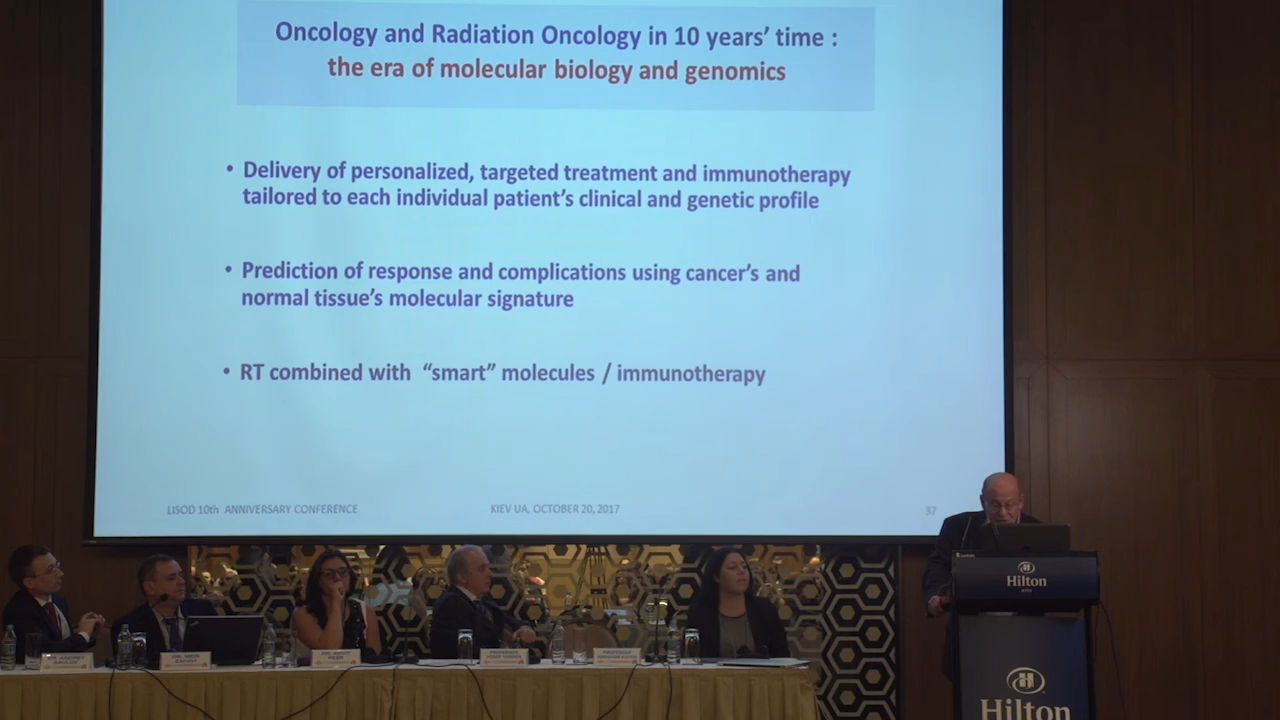 Oncology and Radiation Oncology in 10 years' time :
the era of molecular biology and genomics
• Delivery of personalized, targeted treatment and immunotherapy
tailored to each individual patient's clinical and genetic profile
• Prediction of response and complications using cancer's and
normal tissue's molecular signature
• RT combined with “smart” molecules / immunotherapy
LISOD 10th ANNIVERSARY CONFERENCE
KIEV UA, OCTOBER 20, 2017
37
Hilton
Hilton
PROFESSOR
PROFESSOR